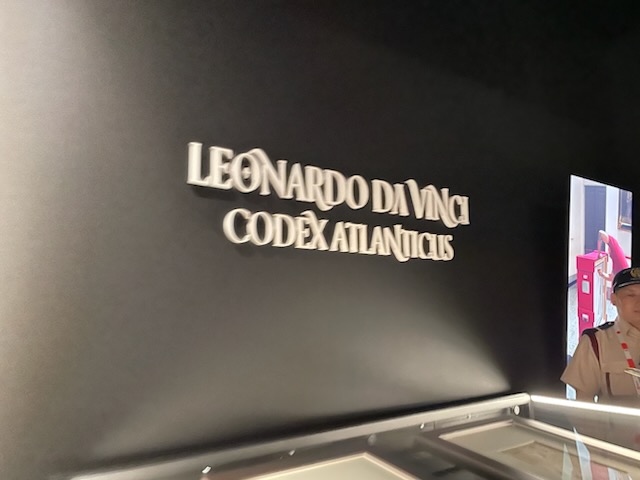 LEONARDO DA VINCI
CODEX ATLANTICUS